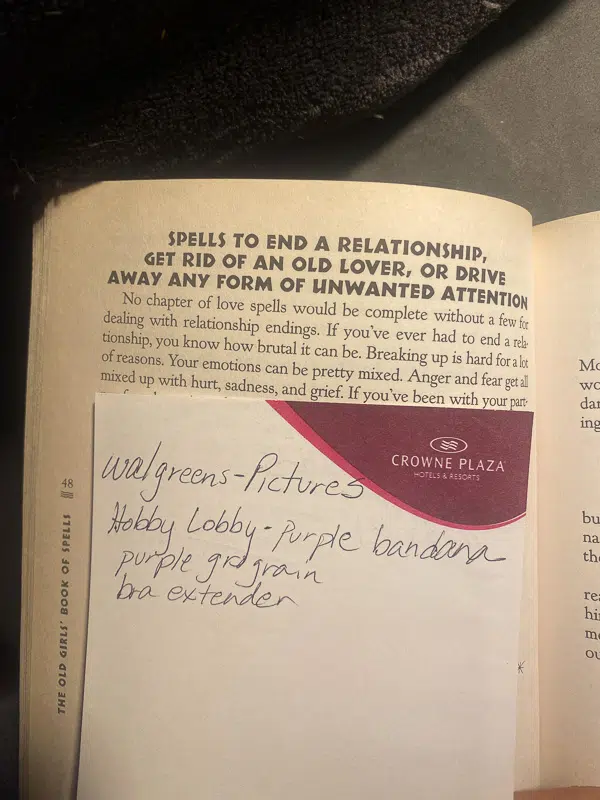 SPELLS TO END A RELATIONSHIP,
GET RID OF AN OLD LOVER, OR DRIVE
AWAY ANY FORM OF UNWANTED ATTENTION
No chapter of love spells would be complete without a few for
dealing with relationship endings. If you've ever had to end a rela-
tionship, you know how brutal it can be. Breaking up is hard for a lot
of reasons. Your emotions can be pretty mixed. Anger and fear get all
mixed up with hurt, sadness, and grief. If you've been with your part-
CROWNE PLAZA
HOTELS & RESORTS
Walgreens-Pictures
Hobby Lobby-Purple bandana
purple grograin
bra extender
48
THE OLD GIRLS' BOOK OF SPELLS
*
Mo
wo
dar
ing
bu
na
the
rea
hi
me
ou